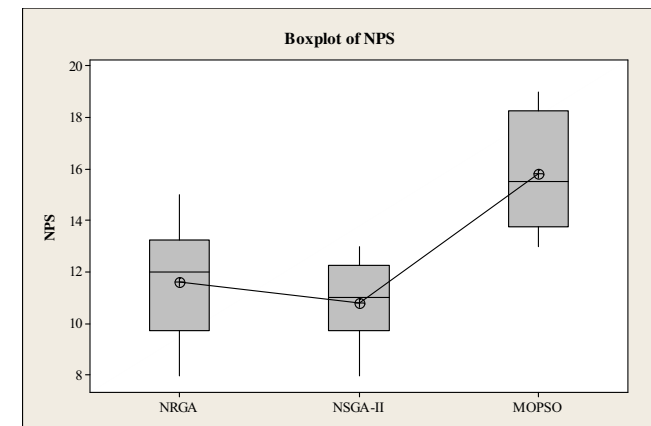 Boxplot of NPS
NPS
20
18
16
14
12
10
8
NRGA
NSGA-II
MOPSO